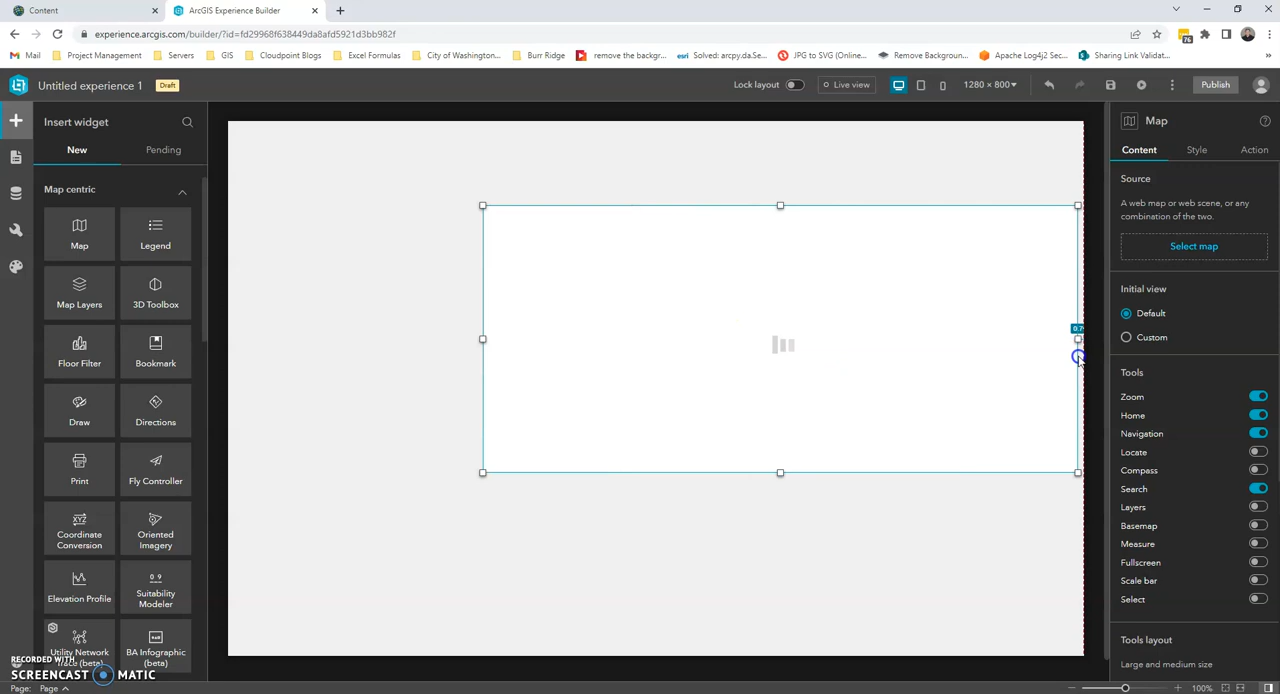 Content
ArcGIS Experience Builder
experience.arcgis.com/builder/?id=fd29968f638449da8afd5921d3bb982f
76
Mail
Project Management
Servers
GIS
Cloudpoint Blogs
Excel Formulas
City of Washington...
Burr Ridge
remove the backgr...
esri
Solved: arcpy.da.Se...
JPG to SVG (Online...
Remove Backgroun...
Apache Log4j2 Sec...
Sharing Link Validat...
Untitled experience 1
Draft
Lock layout
Live view
1280 × 800
Publish
Insert widget
New
Pending
Map centric
Map
Legend
Map Layers
3D Toolbox
Floor Filter
Bookmark
Draw
Directions
Print
Fly Controller
XYZ
Coordinate
Conversion
Oriented
Imagery
Elevation Profile
0 9
Suitability
Modeler
Utility Network
Trace (beta)
BA Infographic
(beta)
RECORDED WITH
SCREENCAST MATIC
Page: Page
Map
Content
Style
Action
Source
A web map or web scene, or any
combination of the two.
Select map
Initial view
Default
Custom
Tools
Zoom
Home
Navigation
Locate
Compass
Search
Layers
Basemap
Measure
Fullscreen
Scale bar
Select
Tools layout
Large and medium size
100%